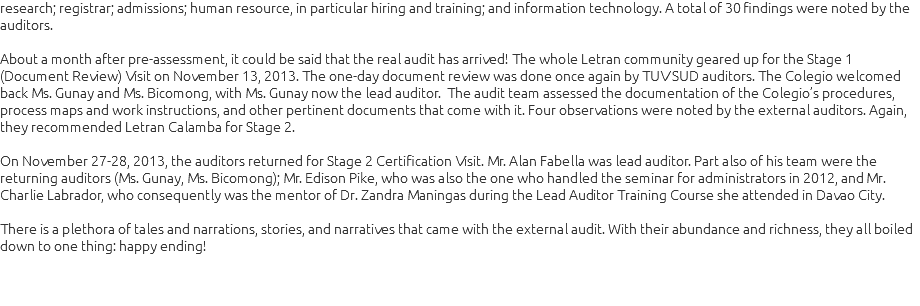 research; registrar; admissions; human resource, in particular hiring and training; and information technology. A total of 30 findings were noted by the
auditors.
About a month after pre-assessment, it could be said that the real audit has arrived! The whole Letran community geared up for the Stage 1
(Document Review) Visit on November 13, 2013. The one-day document review was done once again by TUV SUD auditors. The Colegio welcomed
back Ms. Gunay and Ms. Bicomong, with Ms. Gunay now the lead auditor. The audit team assessed the documentation of the Colegio's procedures,
process maps and work instructions, and other pertinent documents that come with it. Four observations were noted by the external auditors. Again,
they recommended Letran Calamba for Stage 2.
On November 27-28, 2013, the auditors returned for Stage 2 Certification Visit. Mr. Alan Fabella was lead auditor. Part also of his team were the
returning auditors (Ms. Gunay, Ms. Bicomong); Mr. Edison Pike, who was also the one who handled the seminar for administrators in 2012, and Mr.
Charlie Labrador, who consequently was the mentor of Dr. Zandra Maningas during the Lead Auditor Training Course she attended in Davao City.
There is a plethora of tales and narrations, stories, and narratives that came with the external audit. With their abundance and richness, they all boiled
down to one thing: happy ending!